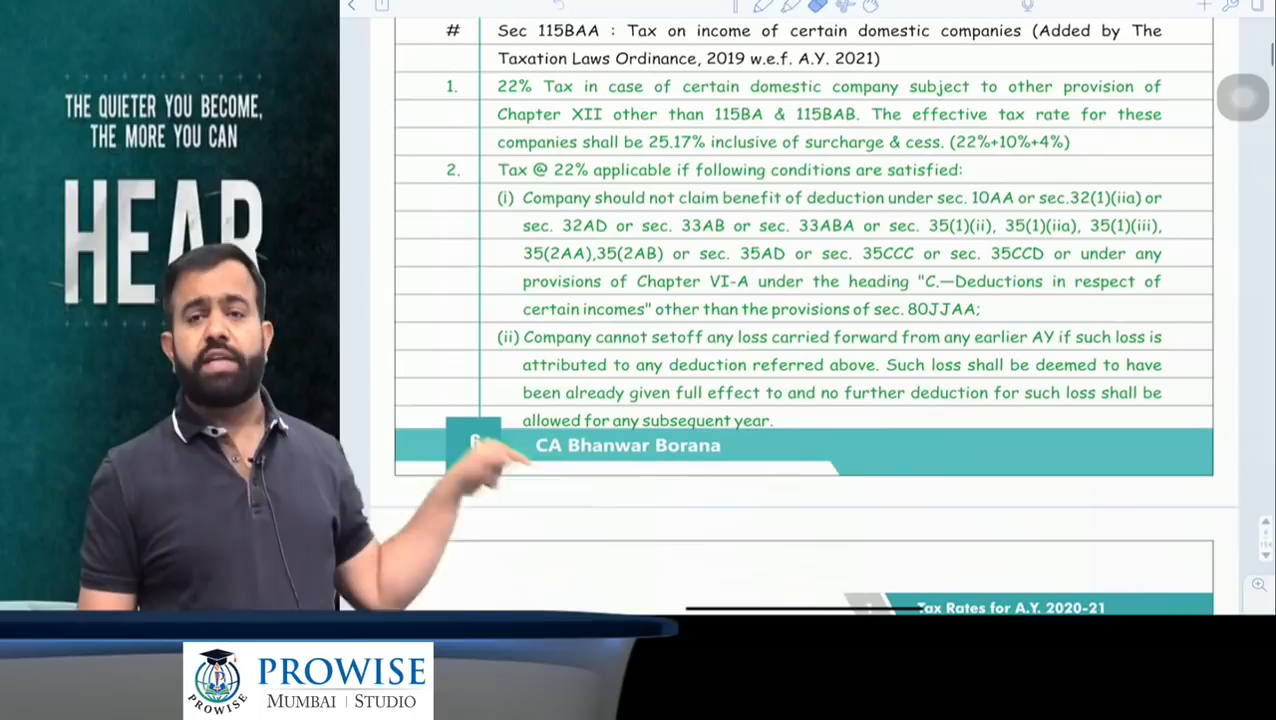 THE QUIETER YOU BECOME,
THE MORE YOU CAN
HEAR
# Sec 115BAA : Tax on income of certain domestic companies (Added by The
Taxation Laws Ordinance, 2019 w.e.f. A.Y. 2021)
1. 22% Tax in case of certain domestic company subject to other provision of
Chapter XII other than 115BA & 115BAB. The effective tax rate for these
companies shall be 25.17% inclusive of surcharge & cess. (22%+10%+4%)
2. Tax @ 22% applicable if following conditions are satisfied:
(i) Company should not claim benefit of deduction under sec. 10AA or sec.32(1)(iia) or
sec. 32AD or sec. 33AB or sec. 33ABA or sec. 35(1)(ii), 35(1)(iia), 35(1)(iii),
35(2AA),35(2AB) or sec. 35AD or sec. 35CCC or sec. 35CCD or under any
provisions of Chapter VI-A under the heading "C.—Deductions in respect of
certain incomes" other than the provisions of sec. 80JJAA;
(ii) Company cannot setoff any loss carried forward from any earlier AY if such loss is
attributed to any deduction referred above. Such loss shall be deemed to have
been already given full effect to and no further deduction for such loss shall be
allowed for any subsequent year.
6 CA Bhanwar Borana
Tax Rates for A.Y. 2020-21
PROWISE
PROWISE
MUMBAI | STUDIO